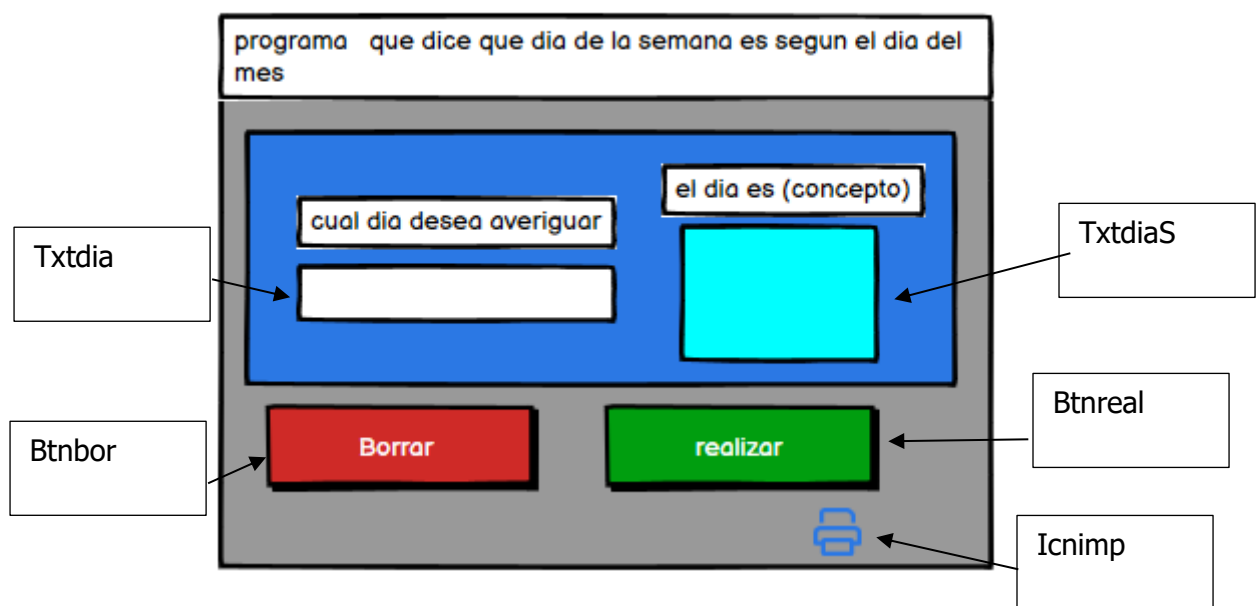 programa que dice que dia de la semana es segun el dia del
mes
el dia es (concepto)
cual dia desea averiguar
Txtdia
TxtdiaS
Btnreal
Btnbor
Borrar
realizar
Icnimp